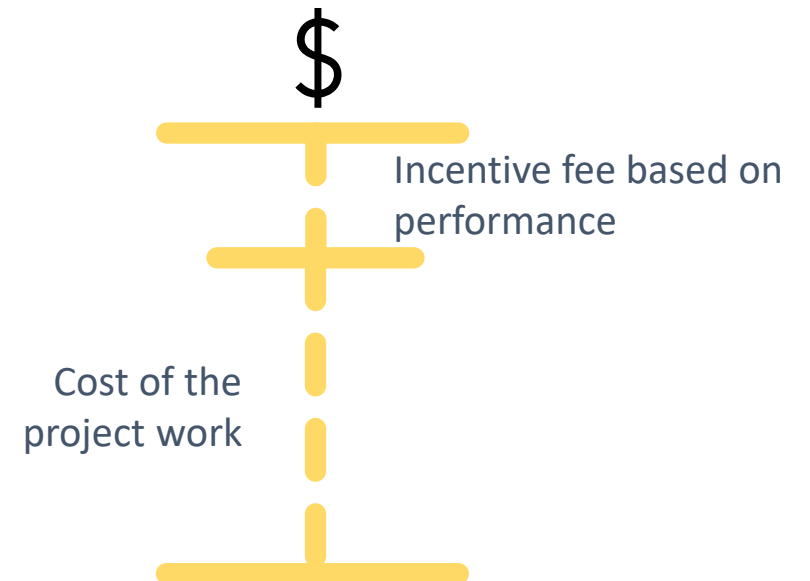 $
Incentive fee based on
performance
Cost of the
project work